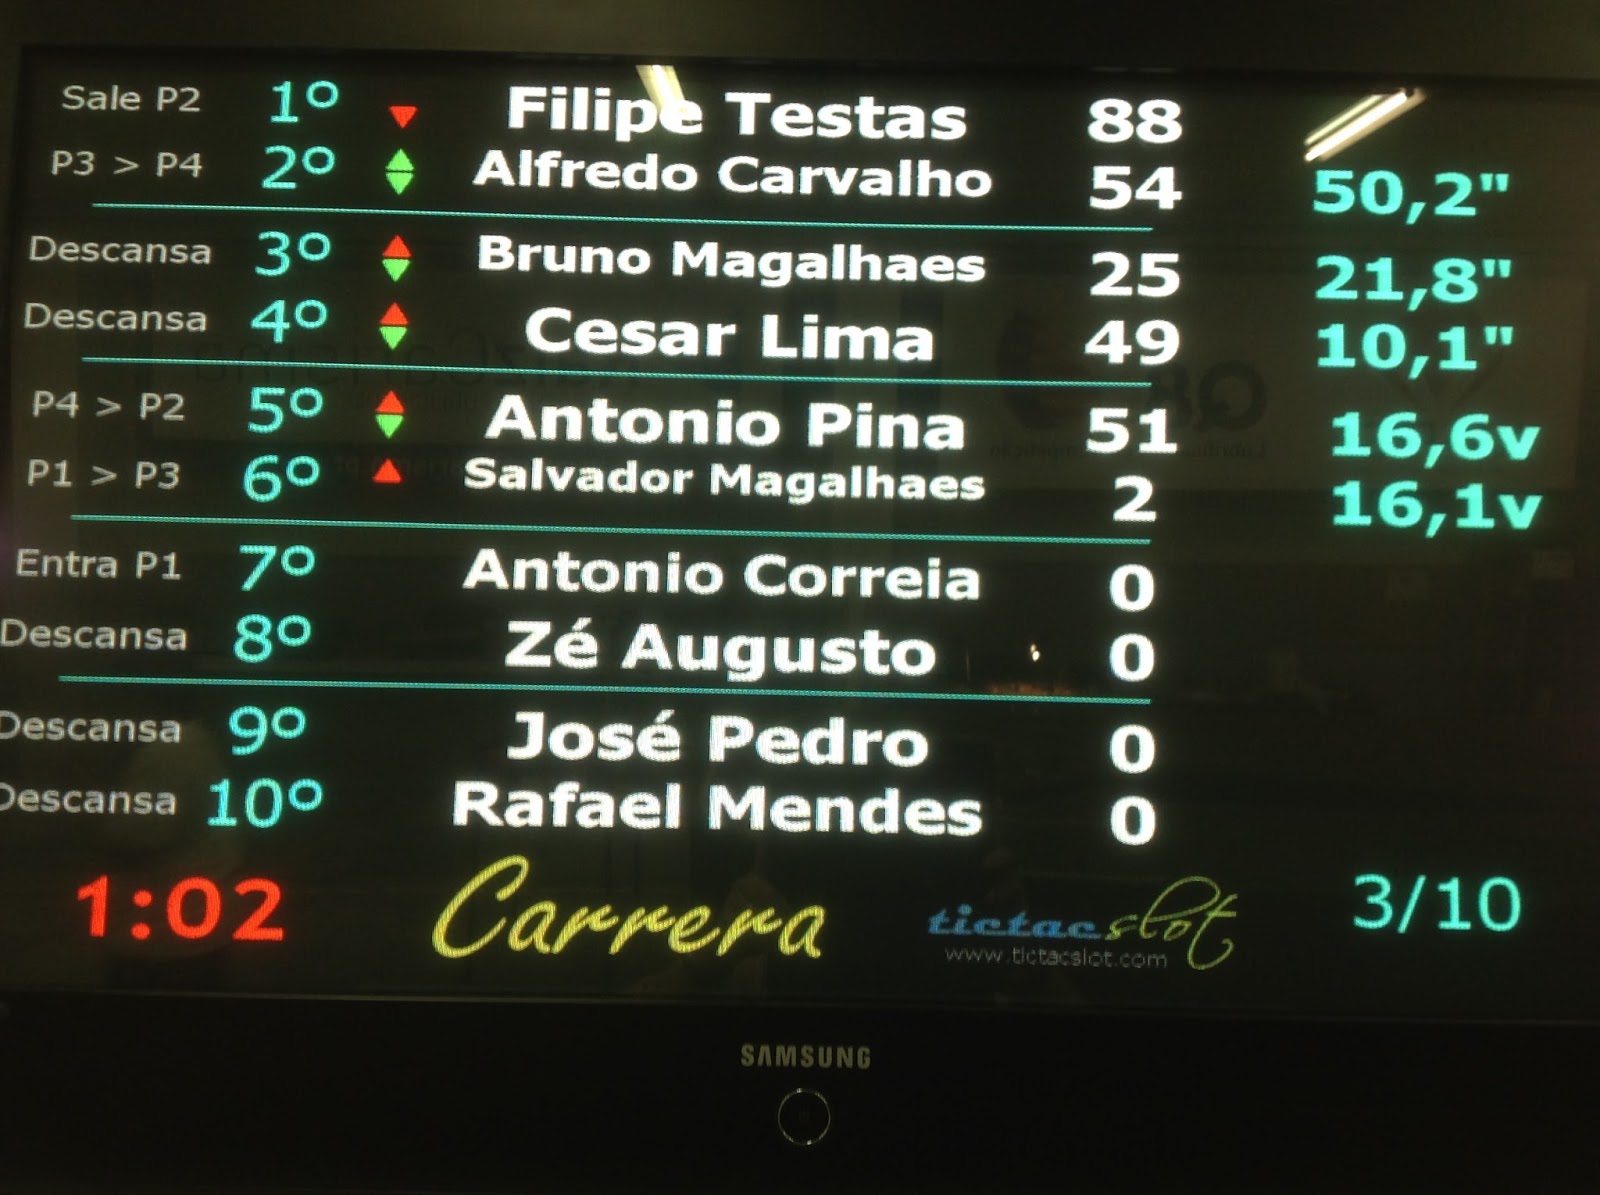 Sale P2 1º Filipe Testas 88
P3 > P4 2º Alfredo Carvalho 54 50,2"
Descansa 3º Bruno Magalhaes 25 21,8"
Descansa 4º Cesar Lima 49 10,1"
P4 > P2 5º Antonio Pina 51 16,6v
P1 > P3 6º Salvador Magalhaes 2 16,1v
Entra P1 7º Antonio Correia 0
Descansa 8º Zé Augusto 0
Descansa 9º José Pedro 0
Descansa 10º Rafael Mendes 0
1:02 Carrera tictacslot 3/10
www.tictacslot.com
SAMSUNG